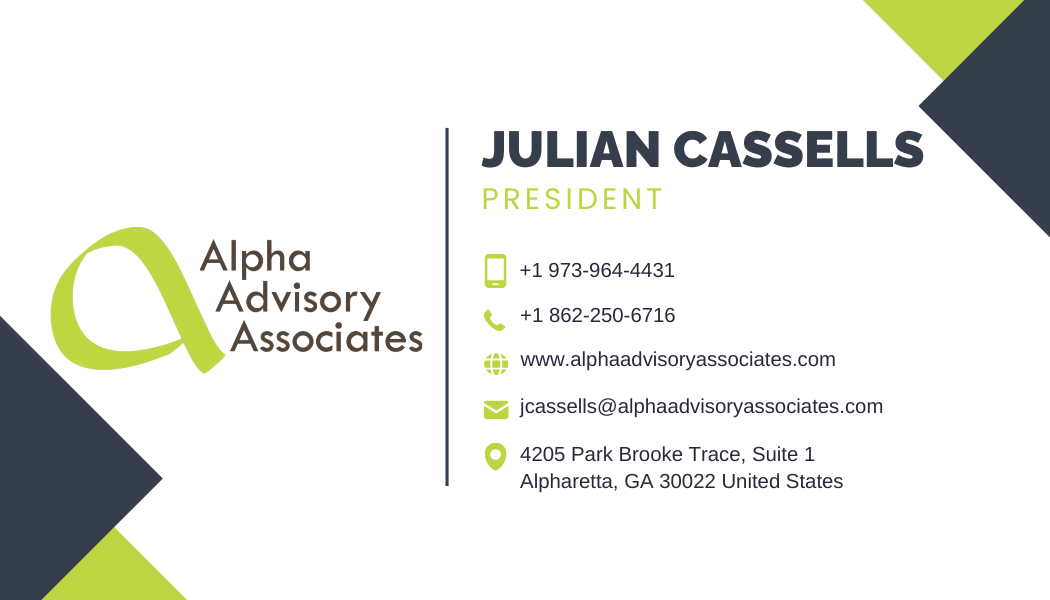 Alpha
Advisory
Associates
JULIAN CASSELLS
PRESIDENT
+1 973-964-4431
+1 862-250-6716
www.alphaadvisoryassociates.com
jcassells@alphaadvisoryassociates.com
4205 Park Brooke Trace, Suite 1
Alpharetta, GA 30022 United States